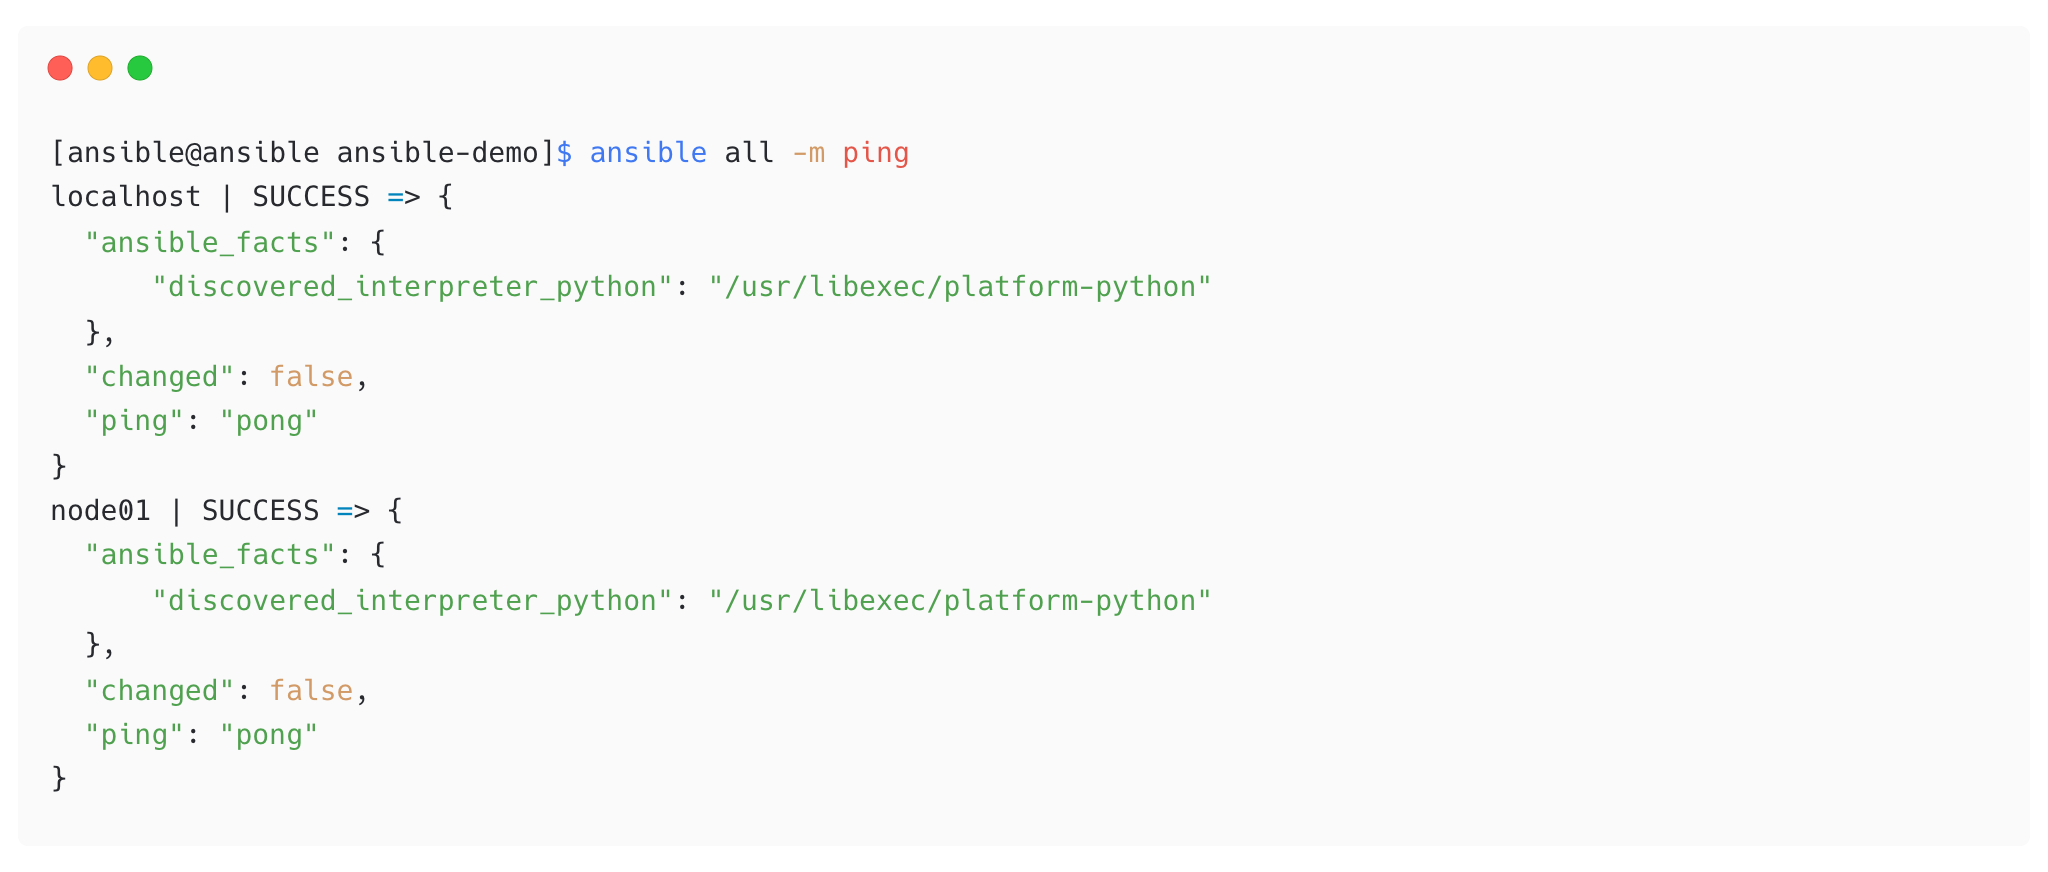 [ansible@ansible ansible-demo]$ ansible all -m ping
localhost | SUCCESS => {
  "ansible_facts": {
      "discovered_interpreter_python": "/usr/libexec/platform-python"
  },
  "changed": false,
  "ping": "pong"
}
node01 | SUCCESS => {
  "ansible_facts": {
      "discovered_interpreter_python": "/usr/libexec/platform-python"
  },
  "changed": false,
  "ping": "pong"
}